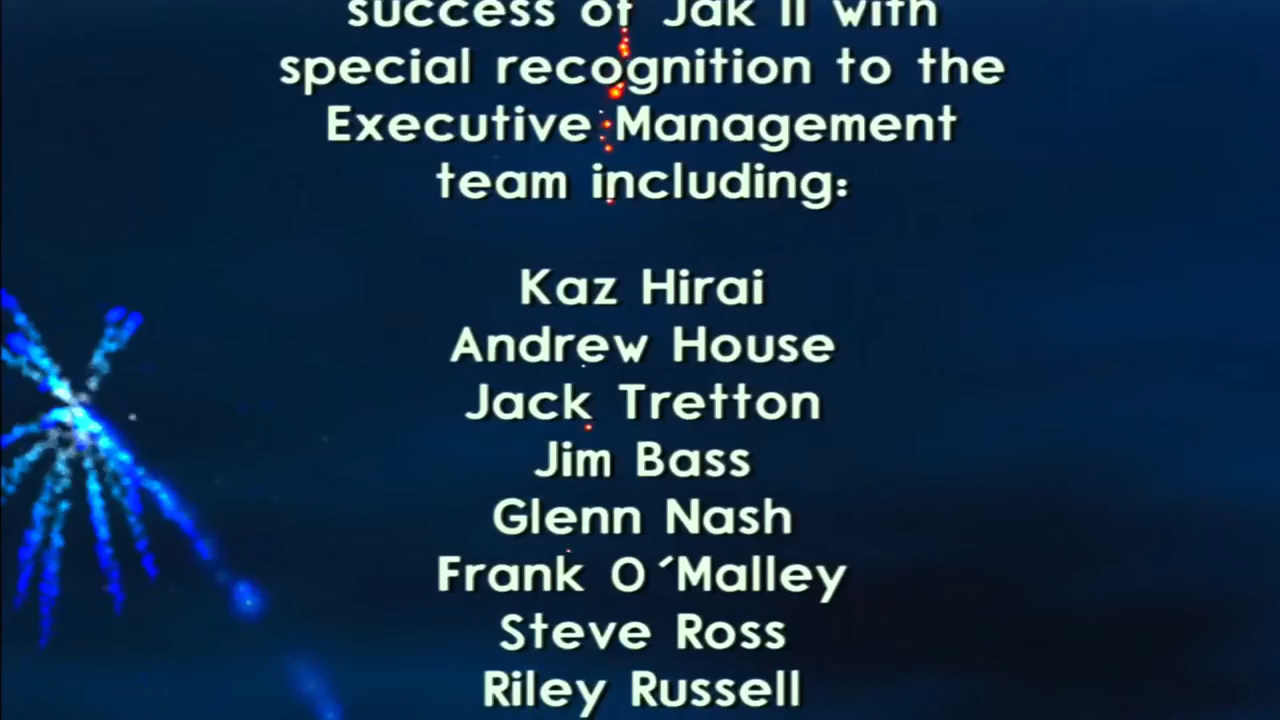 success of Jak II with
special recognition to the
Executive Management
team including:
Kaz Hirai
Andrew House
Jack Tretton
Jim Bass
Glenn Nash
Frank O´Malley
Steve Ross
Riley Russell